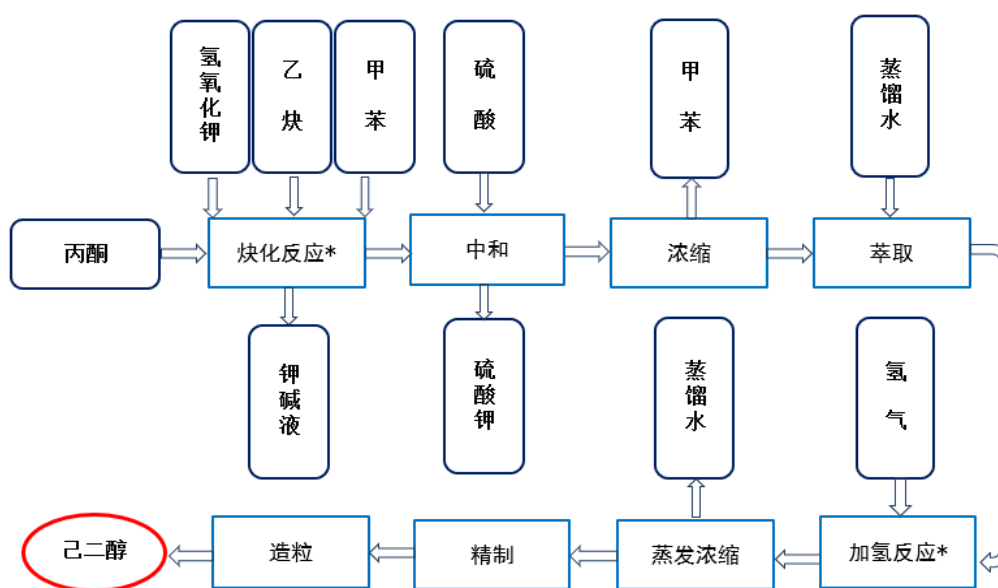 氢氧化钾
乙炔
甲苯
硫酸
甲苯
蒸馏水
丙酮
炔化反应*
中和
浓缩
萃取
钾碱液
硫酸钾
蒸馏水
氢气
己二醇
造粒
精制
蒸发浓缩
加氢反应*